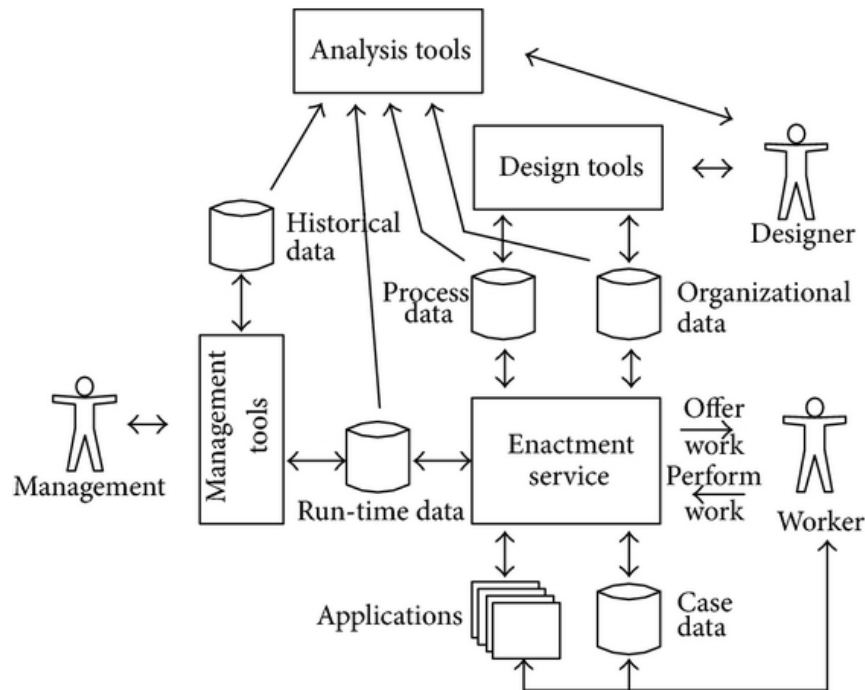 Analysis tools
Design tools
Designer
Historical
data
Process
data
Organizational
data
Management
Management
tools
Run-time data
Enactment
service
Offer
work
Perform
work
Worker
Applications
Case
data